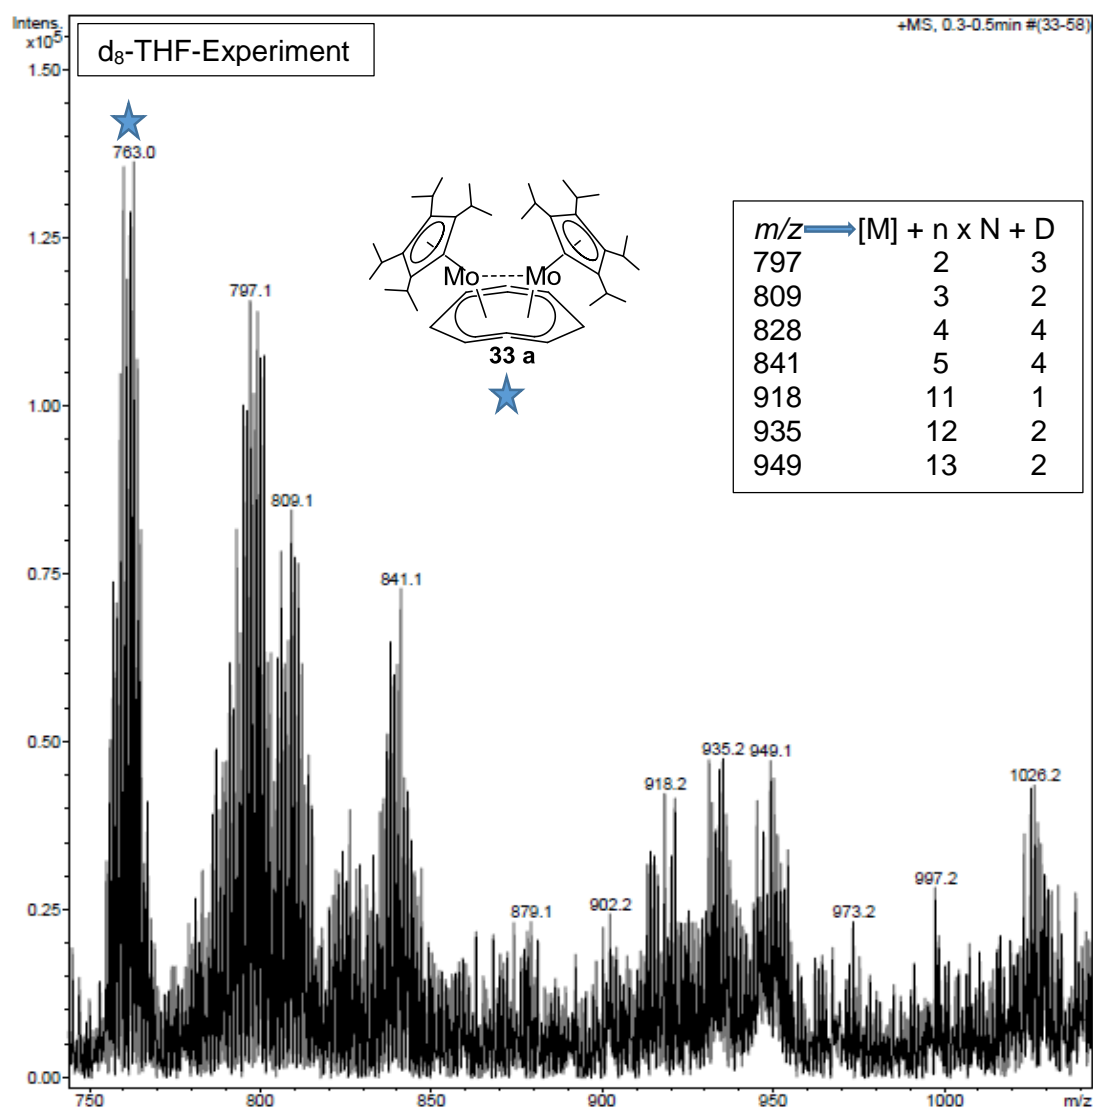 Intens.
x10⁵
+MS, 0.3-0.5min #(33-58)
d₈-THF-Experiment
1.50
1.25
1.00
0.75
0.50
0.25
0.00
763.0
797.1
809.1
841.1
879.1
902.2
918.2
935.2
949.1
973.2
997.2
1026.2
Mo Mo
33 a
m/z [M] + n x N + D
797 2 3
809 3 2
828 4 4
841 5 4
918 11 1
935 12 2
949 13 2
750 800 850 900 950 1000 m/z